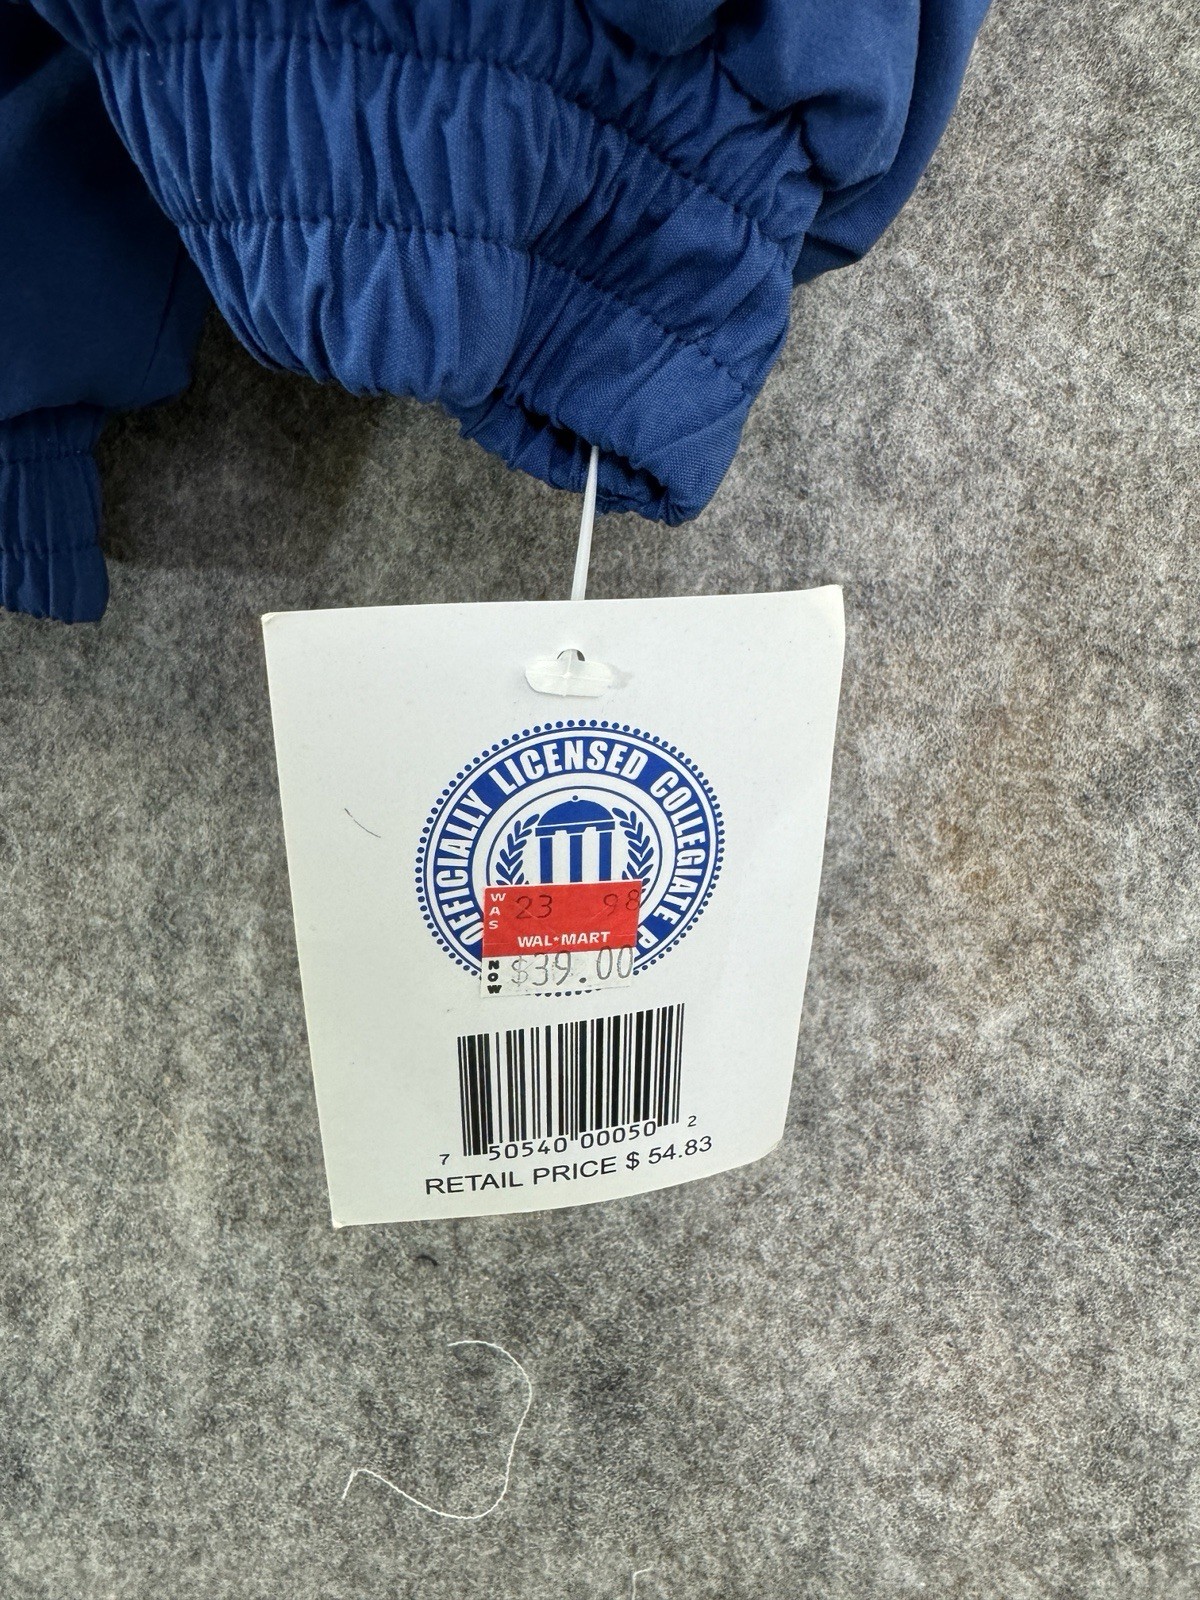 OFFICIALLY LICENSED COLLEGIATE P
WAS 23 98
WAL★MART
NOW $39.00
7 50540 00050 2
RETAIL PRICE $ 54.83